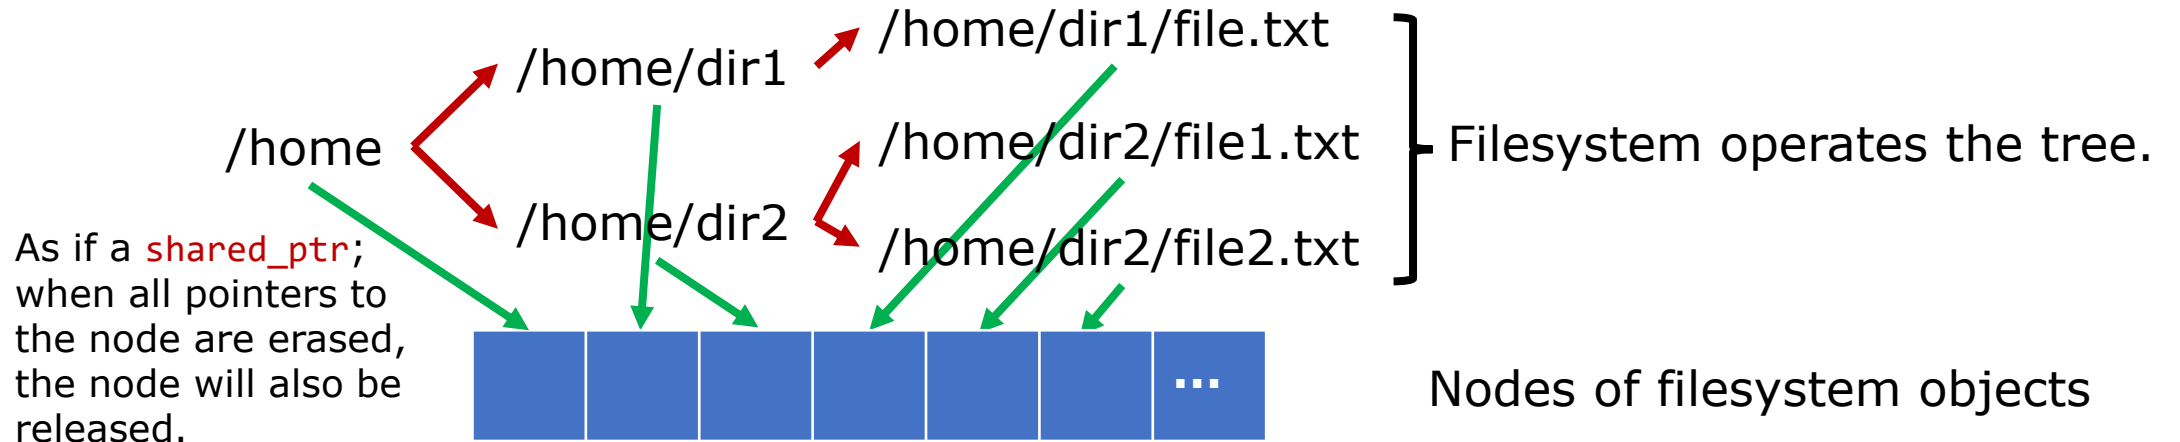 /home
/home/dir1
/home/dir2
/home/dir1/file.txt
/home/dir2/file1.txt
/home/dir2/file2.txt
Filesystem operates the tree.
As if a shared_ptr;
when all pointers to
the node are erased,
the node will also be
released.
...
Nodes of filesystem objects